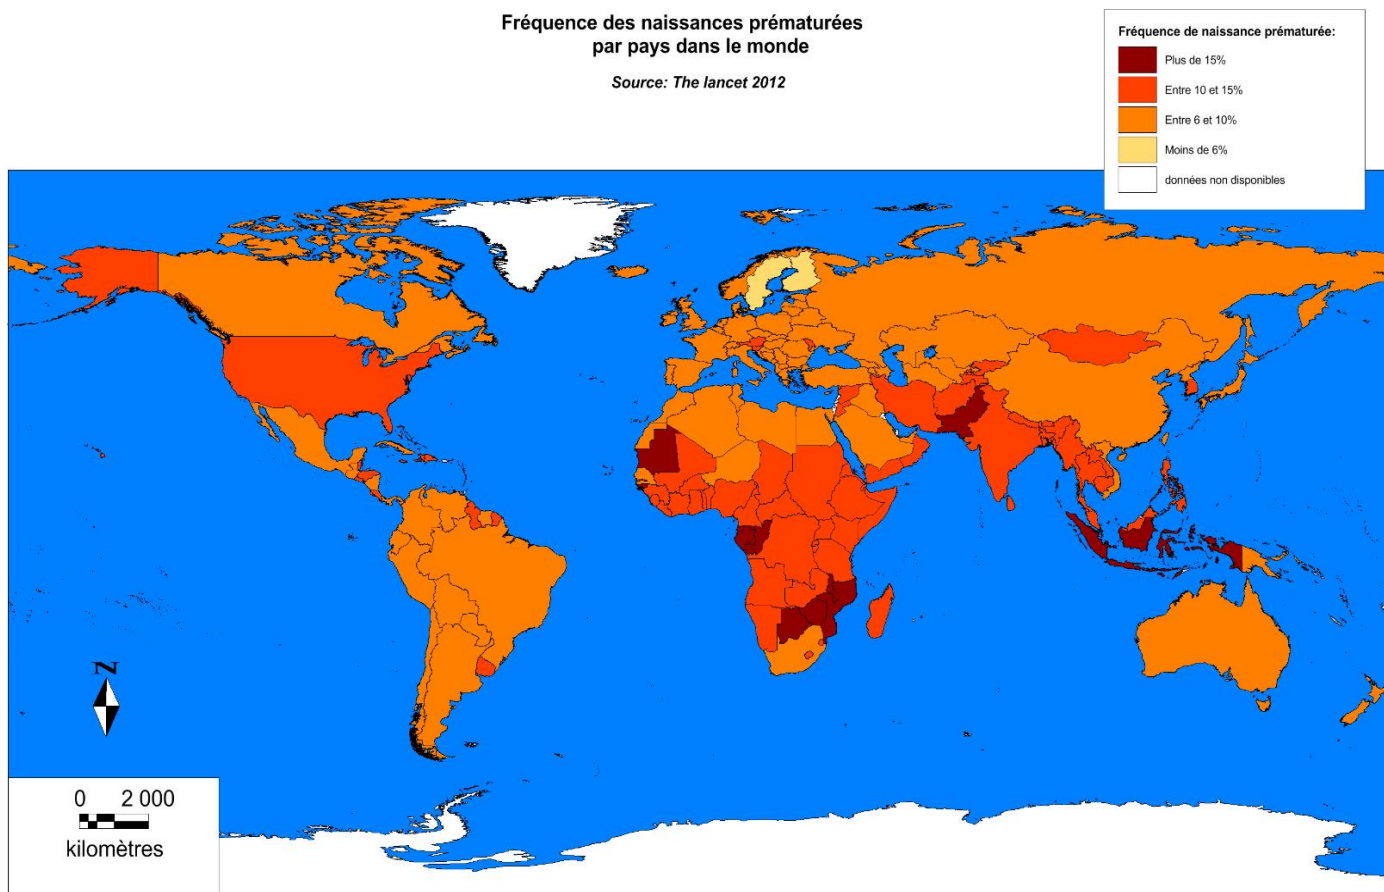 Fréquence des naissances prématurées
par pays dans le monde
Source: The lancet 2012
Fréquence de naissance prématurée:
Plus de 15%
Entre 10 et 15%
Entre 6 et 10%
Moins de 6%
données non disponibles
N
0 2 000
kilomètres